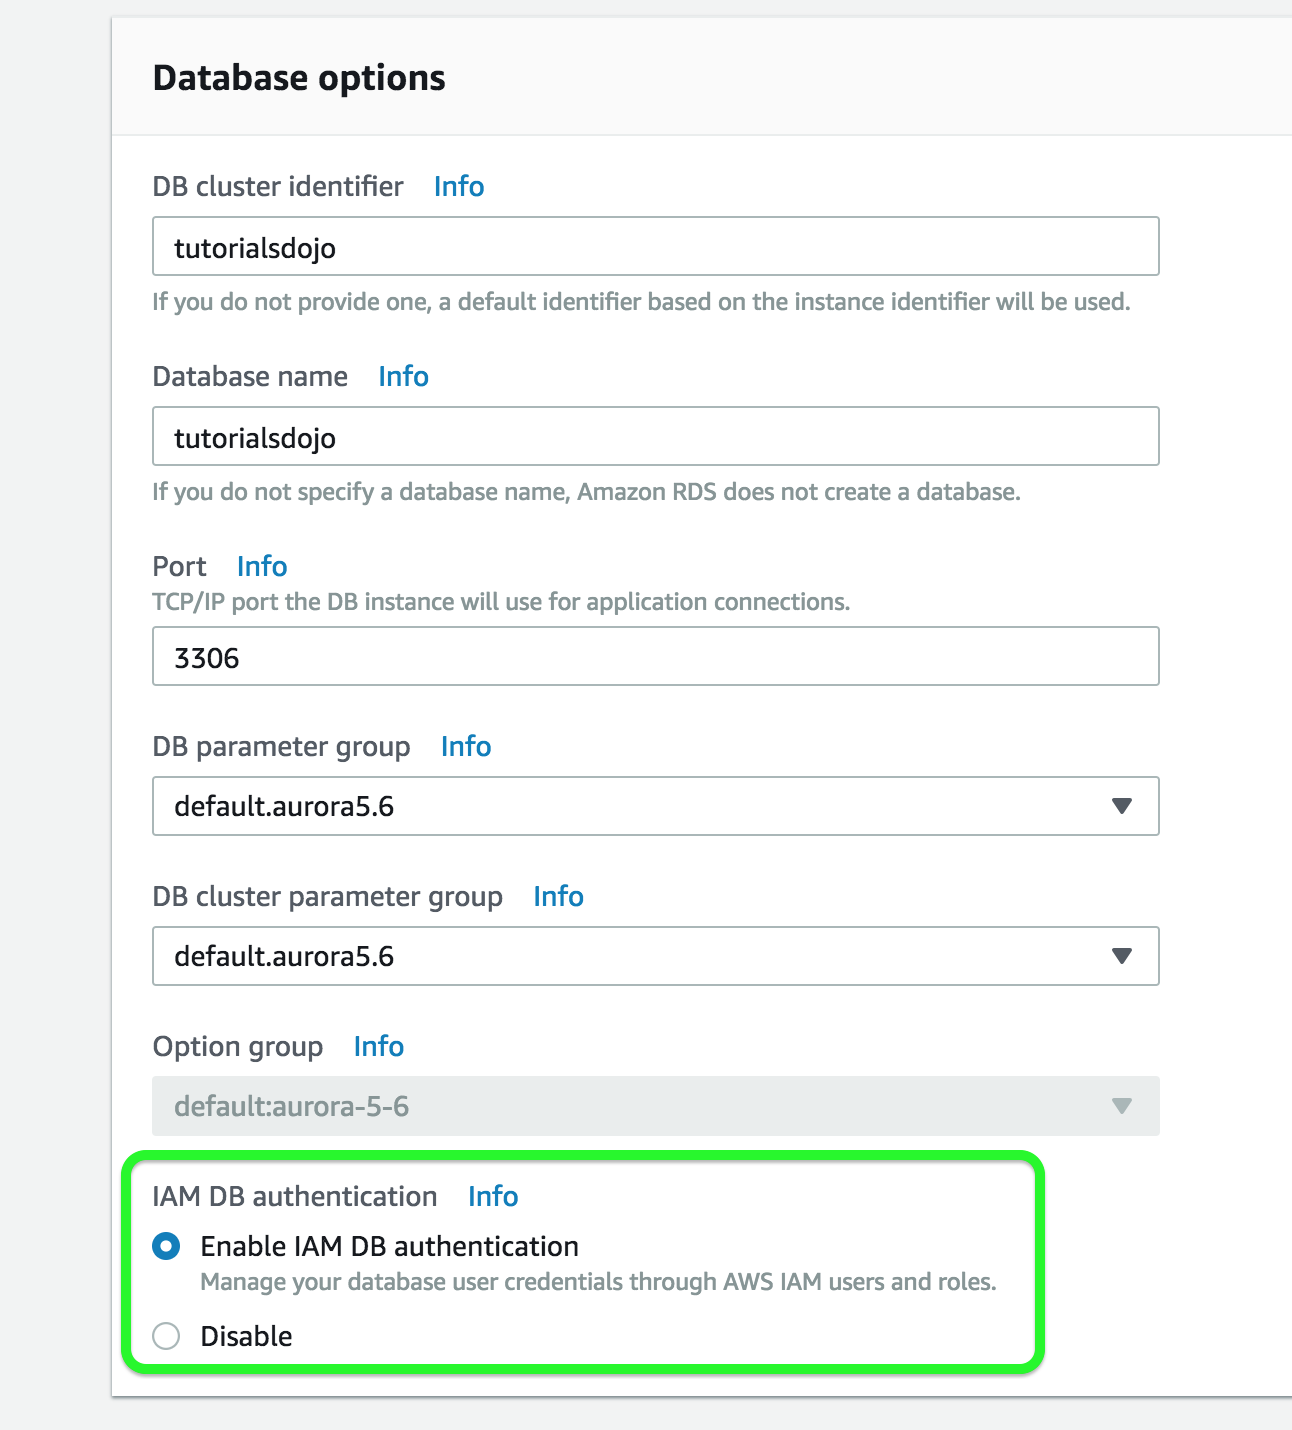 Database options
DB cluster identifier Info
tutorialsdojo
If you do not provide one, a default identifier based on the instance identifier will be used.
Database name Info
tutorialsdojo
If you do not specify a database name, Amazon RDS does not create a database.
Port Info
TCP/IP port the DB instance will use for application connections.
3306
DB parameter group Info
default.aurora5.6
DB cluster parameter group Info
default.aurora5.6
Option group Info
default:aurora-5-6
IAM DB authentication Info
Enable IAM DB authentication
Manage your database user credentials through AWS IAM users and roles.
Disable